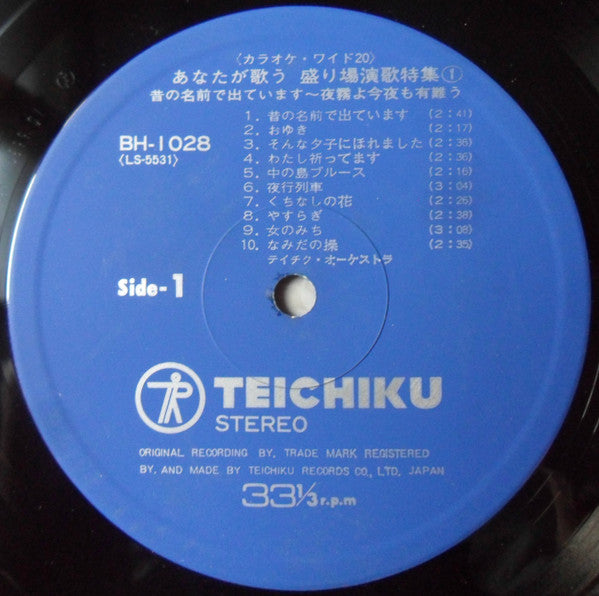 〈カラオケ・ワイド20〉
あなたが歌う 盛り場演歌特集①
昔の名前で出ています～夜霧よ今夜も有難う
BH-1028
〈LS-5531〉
1. 昔の名前で出ています (2:41)
2. おゆき (2:17)
3. そんな夕子にほれました (2:36)
4. わたし祈ってます (2:36)
5. 中の島ブルース (2:16)
6. 夜行列車 (3:04)
7. くちなしの花 (2:26)
8. やすらぎ (2:38)
9. 女のみち (3:08)
10. なみだの操 (2:35)
テイチク・オーケストラ
Side-1
TEICHIKU
STEREO
ORIGINAL RECORDING BY. TRADE MARK REGISTERED
BY. AND MADE BY TEICHIKU RECORDS CO., LTD. JAPAN
33⅓ r.p.m